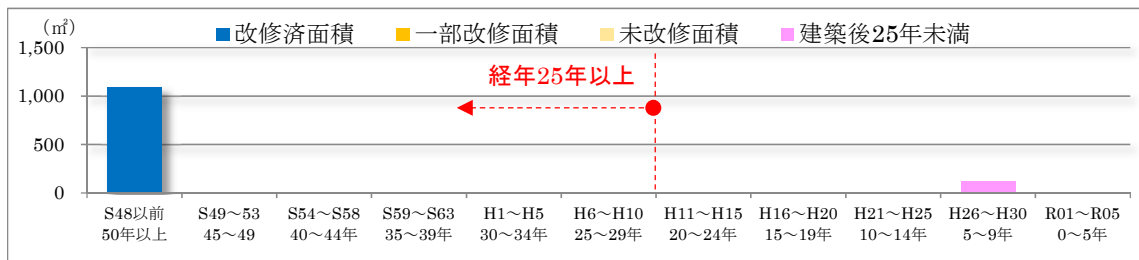 (㎡)
■改修済面積 ■一部改修面積 ■未改修面積 ■建築後25年未満
1,500
経年25年以上
1,000
500
0
S48以前 S49～53 S54～S58 S59～S63 H1～H5 H6～H10 H11～H15 H16～H20 H21～H25 H26～H30 R01～R05
50年以上 45～49 40～44年 35～39年 30～34年 25～29年 20～24年 15～19年 10～14年 5～9年 0～5年